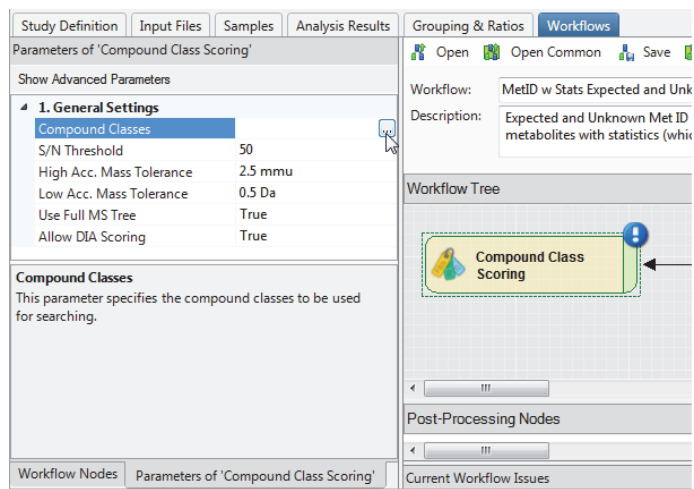 Study Definition Input Files Samples Analysis Results Grouping & Ratios Workflows
Parameters of 'Compound Class Scoring'
Show Advanced Parameters
1. General Settings
Compound Classes ...
S/N Threshold 50
High Acc. Mass Tolerance 2.5 mmu
Low Acc. Mass Tolerance 0.5 Da
Use Full MS Tree True
Allow DIA Scoring True
Compound Classes
This parameter specifies the compound classes to be used
for searching.
Workflow Nodes Parameters of 'Compound Class Scoring'
Open Open Common Save
Workflow: MetID w Stats Expected and Unk
Description: Expected and Unknown Met ID
metabolites with statistics (whic
Workflow Tree
Compound Class
Scoring
Post-Processing Nodes
Current Workflow Issues